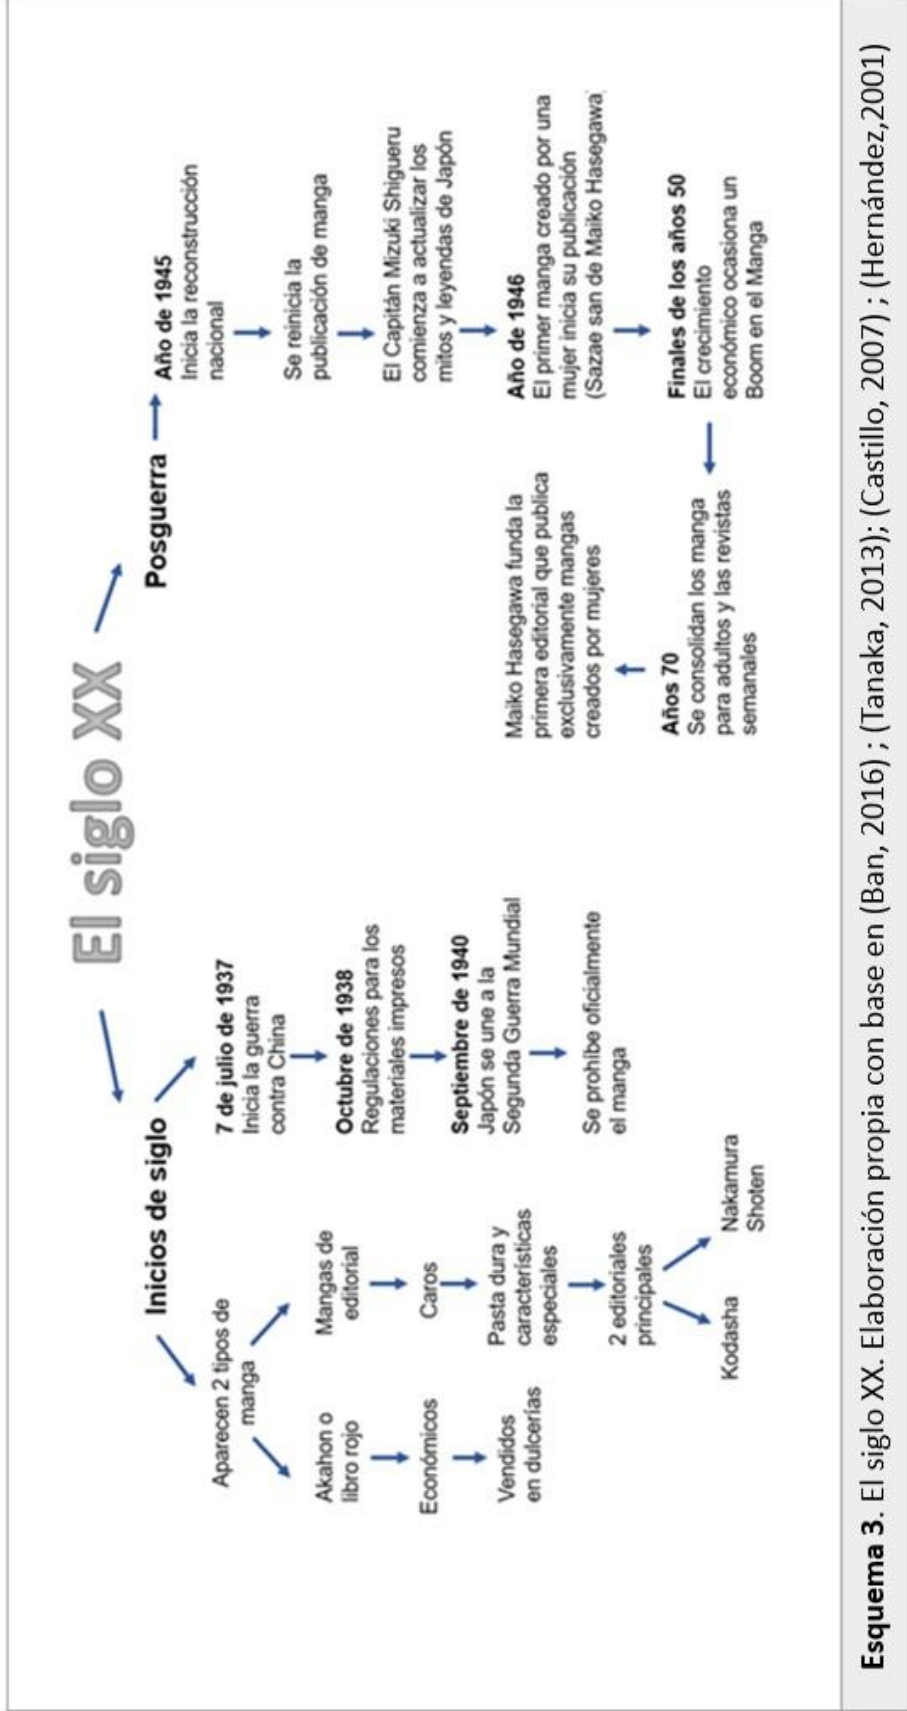 El siglo XX
Inicios de siglo
Aparecen 2 tipos de
manga
Akahon o
libro rojo
Económicos
Vendidos
en dulcerías
Mangas de
editorial
Caros
Pasta dura y
características
especiales
2 editoriales
principales
Kodasha
Nakamura
Shoten
7 de julio de 1937
Inicia la guerra
contra China
Octubre de 1938
Regulaciones para los
materiales impresos
Septiembre de 1940
Japón se une a la
Segunda Guerra Mundial
Se prohíbe oficialmente
el manga
Posguerra
Año de 1945
Inicia la reconstrucción
nacional
Se reinicia la
publicación de manga
El Capitán Mizuki Shigueru
comienza a actualizar los
mitos y leyendas de Japón
Año de 1946
El primer manga creado por una
mujer inicia su publicación
(Sazae san de Maiko Hasegawa)
Finales de los años 50
El crecimiento
económico ocasiona un
Boom en el Manga
Años 70
Se consolidan los manga
para adultos y las revistas
semanales
Maiko Hasegawa funda la
primera editorial que publica
exclusivamente mangas
creados por mujeres
Esquema 3. El siglo XX. Elaboración propia con base en (Ban, 2016) ; (Tanaka, 2013); (Castillo, 2007) ; (Hernández,2001)